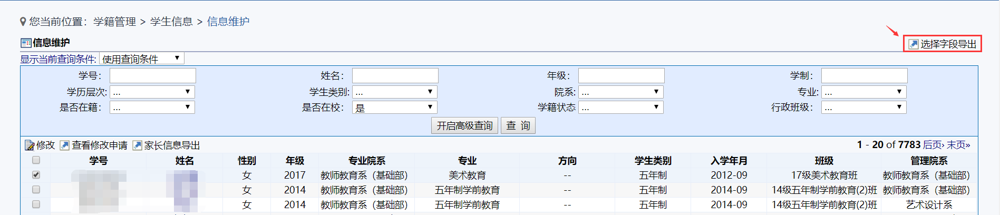 您当前位置：学籍管理 > 学生信息 > 信息维护
信息维护 选择字段导出
显示当前查询条件: 使用查询条件
学号： 姓名： 年级： 学制：
学历层次: ... 学生类别: ... 院系: ... 专业: ...
是否在籍： ... 是否在校： 是 学籍状态 ... 行政班级： ...
开启高级查询 查 询
修改 查看修改申请 家长信息导出 1 - 20 of 7783 后页› 末页»
学号 姓名 性别 年级 专业院系 专业 方向 学生类别 入学年月 班级 管理院系
女 2017 教师教育系（基础部） 美术教育 -- 五年制 2012-09 17级美术教育班 教师教育系（基础部）
女 2014 教师教育系（基础部） 五年制学前教育 -- 五年制 2014-09 14级五年制学前教育(2)班 教师教育系（基础部）
女 2014 教师教育系（基础部） 五年制学前教育 -- 五年制 2014-09 14级五年制学前教育(2)班 艺术设计系